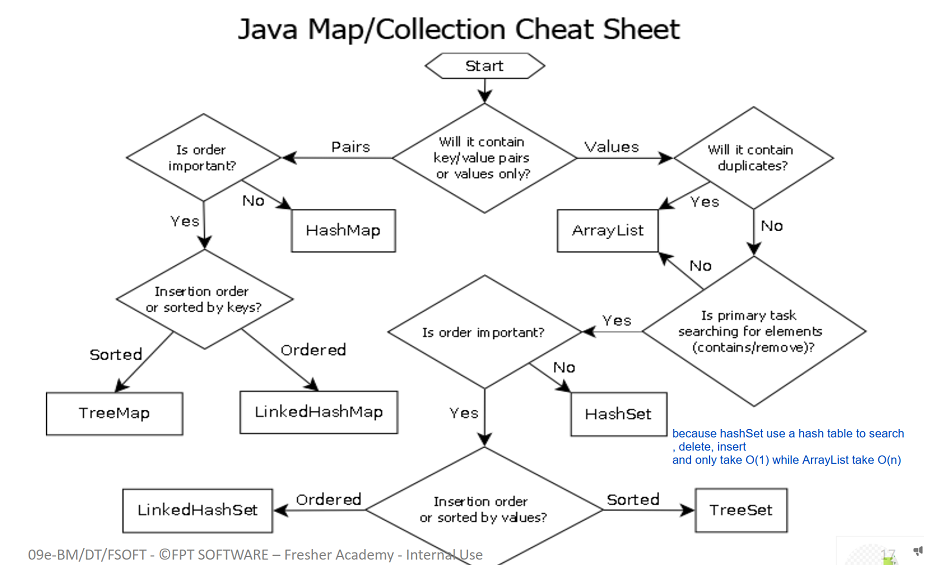 Java Map/Collection Cheat Sheet
Start
Is order
important?
Pairs
Will it contain
key/value pairs
or values only?
Values
Will it contain
duplicates?
No
Yes
Yes
HashMap
ArrayList
No
No
Insertion order
or sorted by keys?
Is primary task
searching for elements
(contains/remove)?
Is order important?
Yes
Sorted
Ordered
No
TreeMap
LinkedHashMap
Yes
HashSet
because hashSet use a hash table to search
, delete, insert
and only take O(1) while ArrayList take O(n)
LinkedHashSet
Ordered
Insertion order
or sorted by values?
Sorted
TreeSet
09e-BM/DT/FSOFT - ©FPT SOFTWARE – Fresher Academy - Internal Use
17